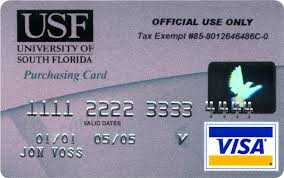 USF
OFFICIAL USE ONLY
Tax Exempt #85-8012646486C-0
UNIVERSITY OF
SOUTH FLORIDA
Purchasing Card
1111 2222 3333 4444
01/01 05/05 V
VALID DATES
JON VOSS
VISA